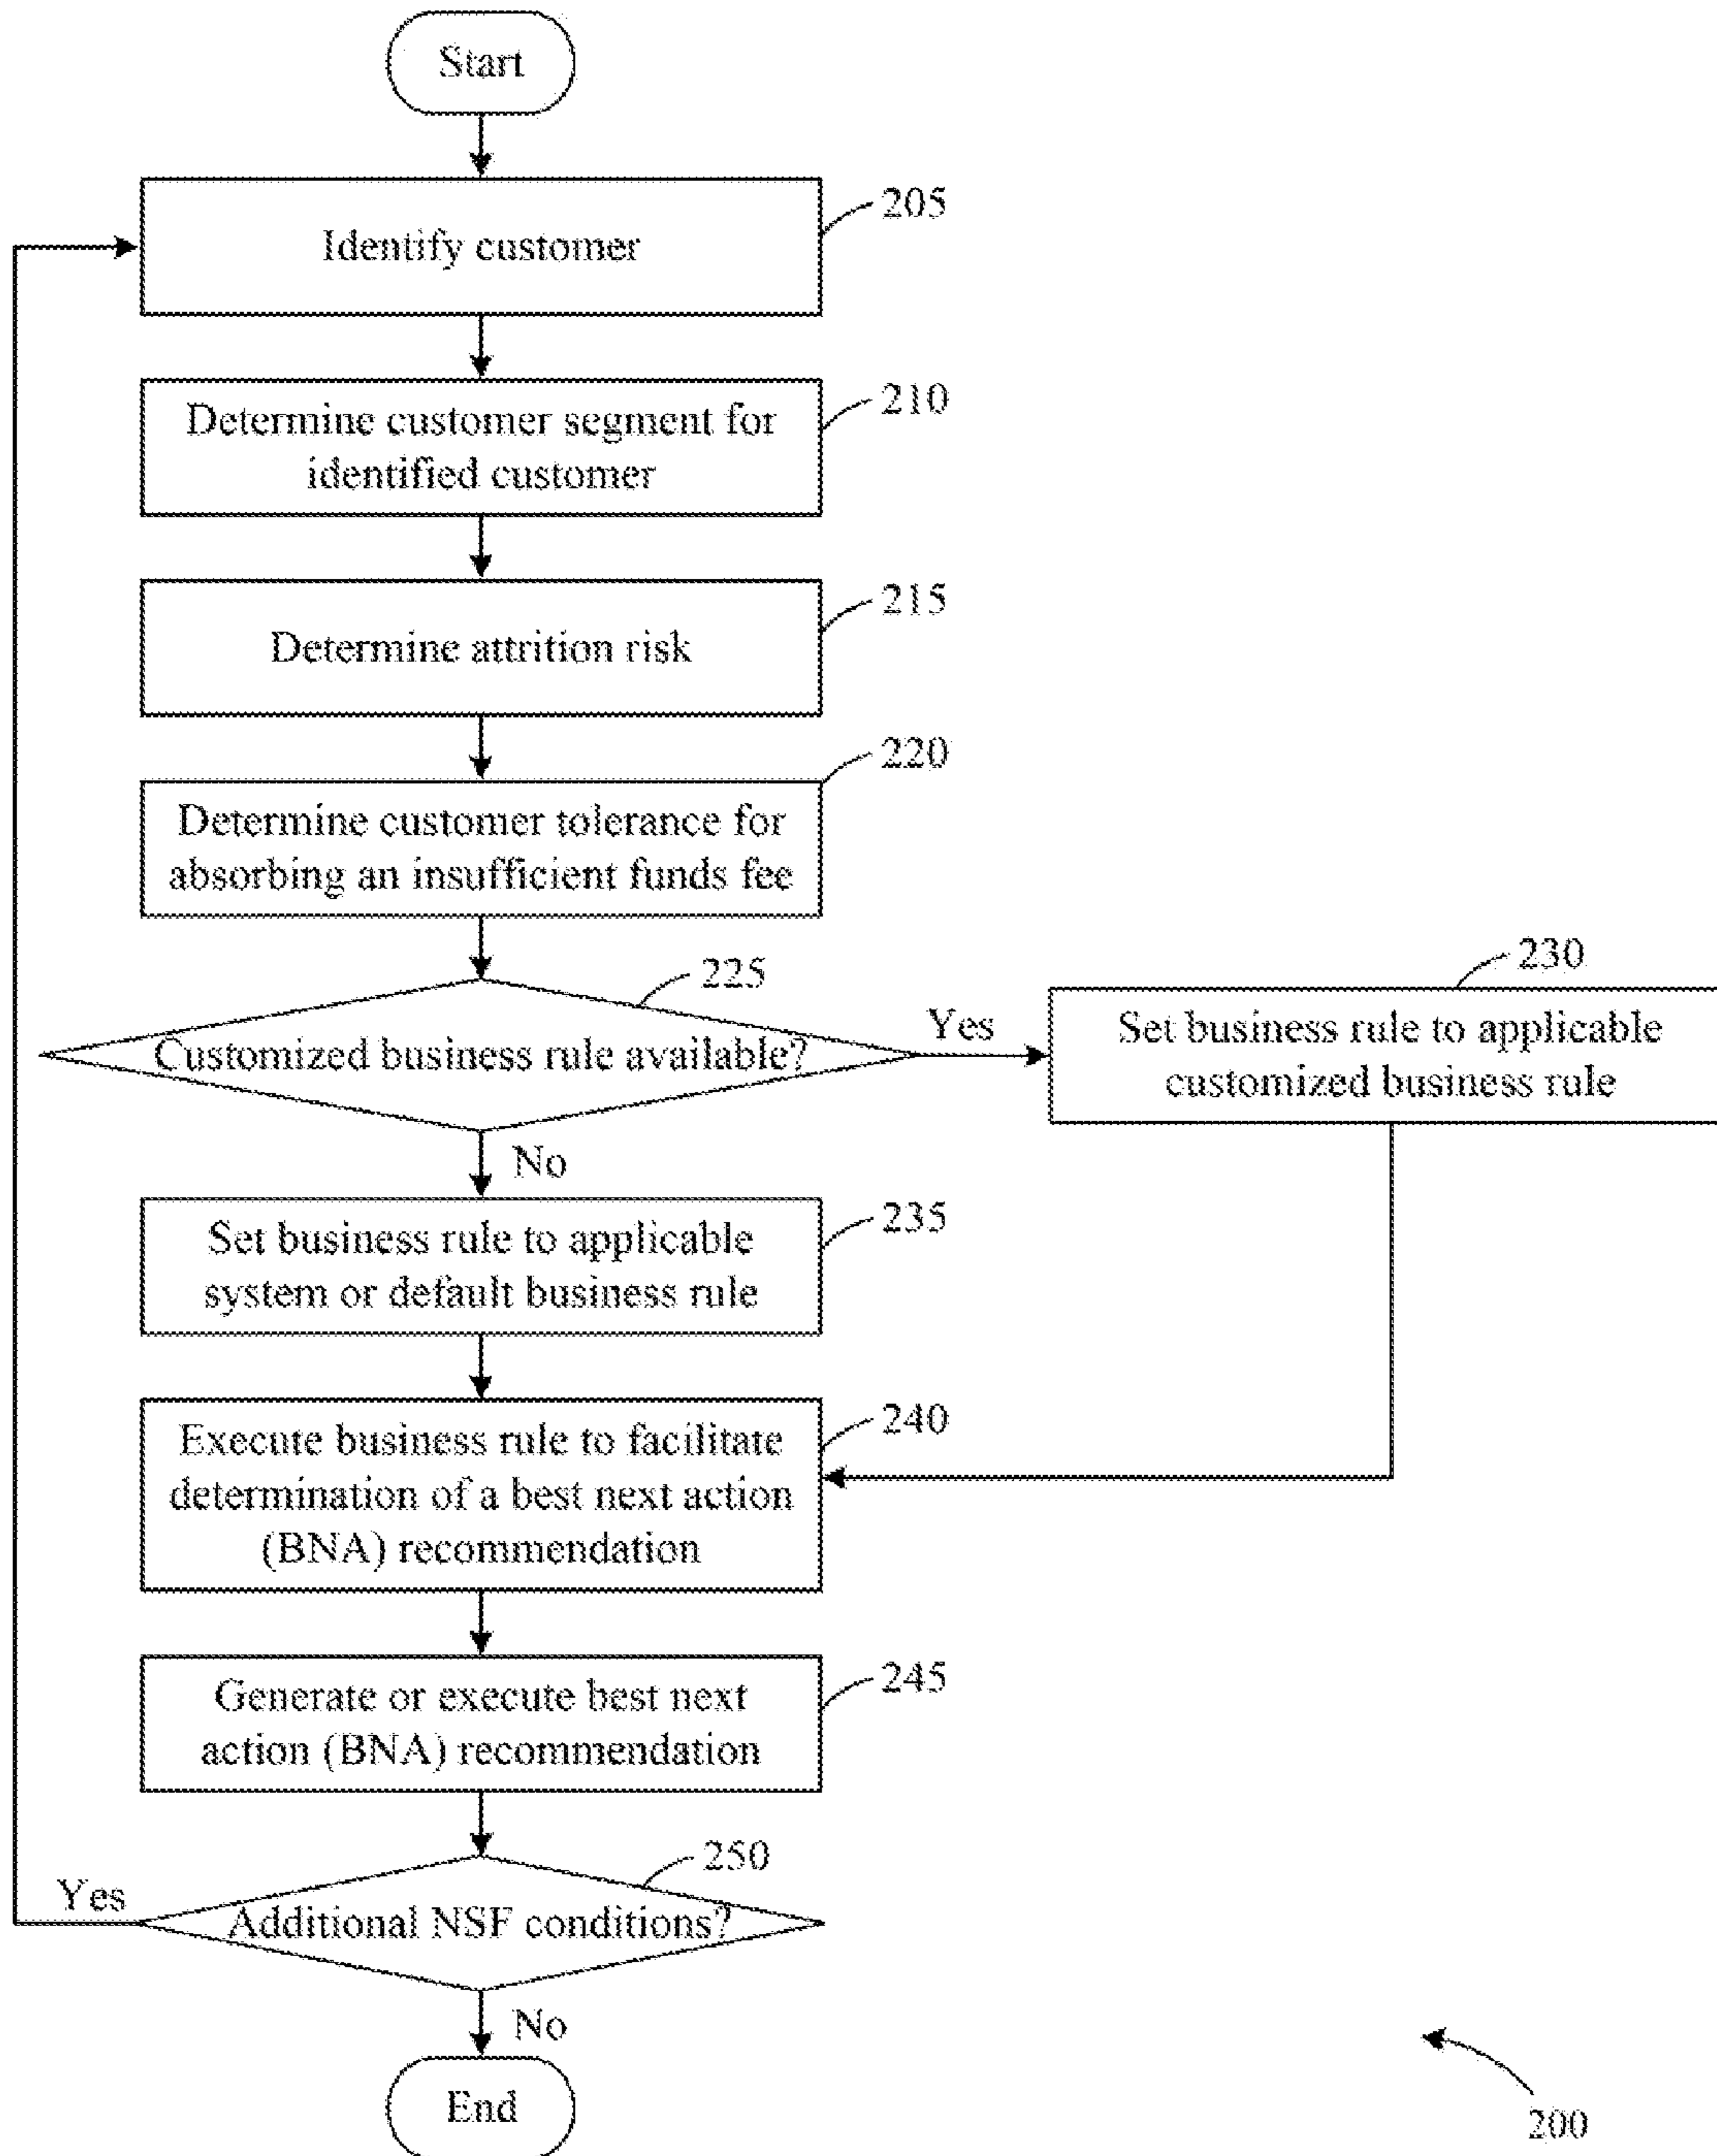 Start
205
Identify customer
210
Determine customer segment for
identified customer
215
Determine attrition risk
220
Determine customer tolerance for
absorbing an insufficient funds fee
225
Customized business rule available?
Yes
230
Set business rule to applicable
customized business rule
No
235
Set business rule to applicable
system or default business rule
240
Execute business rule to facilitate
determination of a best next action
(BNA) recommendation
245
Generate or execute best next
action (BNA) recommendation
250
Yes
Additional NSF conditions?
No
End
200